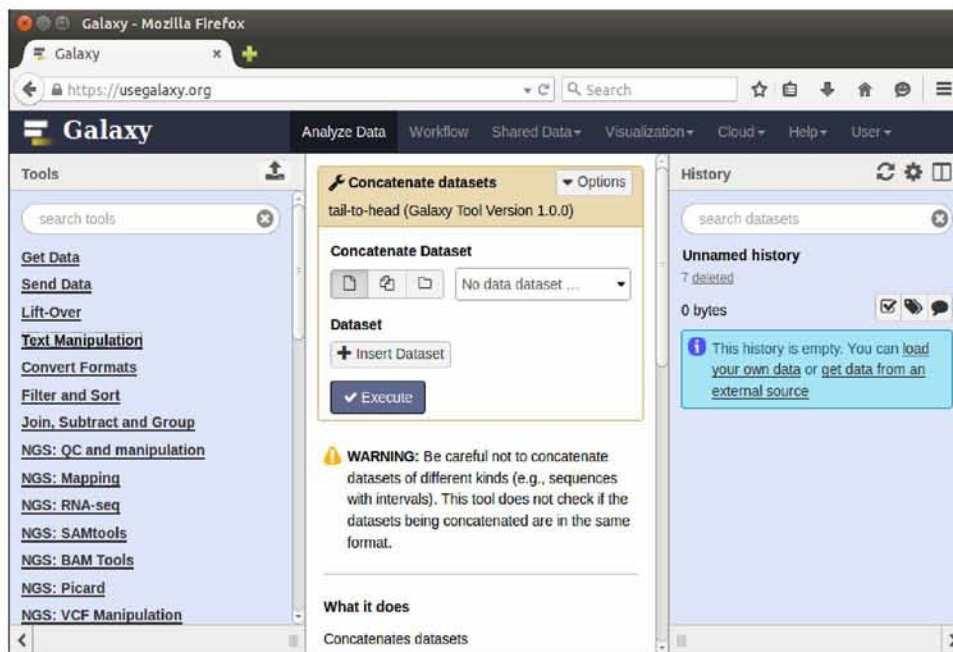 Galaxy - Mozilla Firefox
Galaxy
https://usegalaxy.org
Search
Galaxy
Analyze Data
Workflow
Shared Data
Visualization
Cloud
Help
User
Tools
search tools
Get Data
Send Data
Lift-Over
Text Manipulation
Convert Formats
Filter and Sort
Join, Subtract and Group
NGS: QC and manipulation
NGS: Mapping
NGS: RNA-seq
NGS: SAMtools
NGS: BAM Tools
NGS: Picard
NGS: VCF Manipulation
Concatenate datasets
Options
tail-to-head (Galaxy Tool Version 1.0.0)
Concatenate Dataset
No data dataset ...
Dataset
Insert Dataset
Execute
WARNING: Be careful not to concatenate
datasets of different kinds (e.g., sequences
with intervals). This tool does not check if the
datasets being concatenated are in the same
format.
What it does
Concatenates datasets
History
search datasets
Unnamed history
7 deleted
0 bytes
This history is empty. You can load
your own data or get data from an
external source